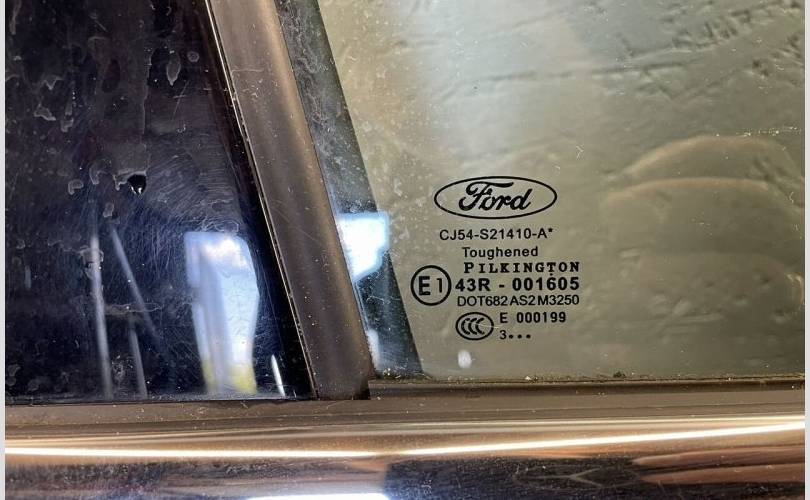 Ford
CJ54-S21410-A*
Toughened
PILKINGTON
E1 43R - 001605
DOT682 AS2 M3250
CCC E 000199
3•••